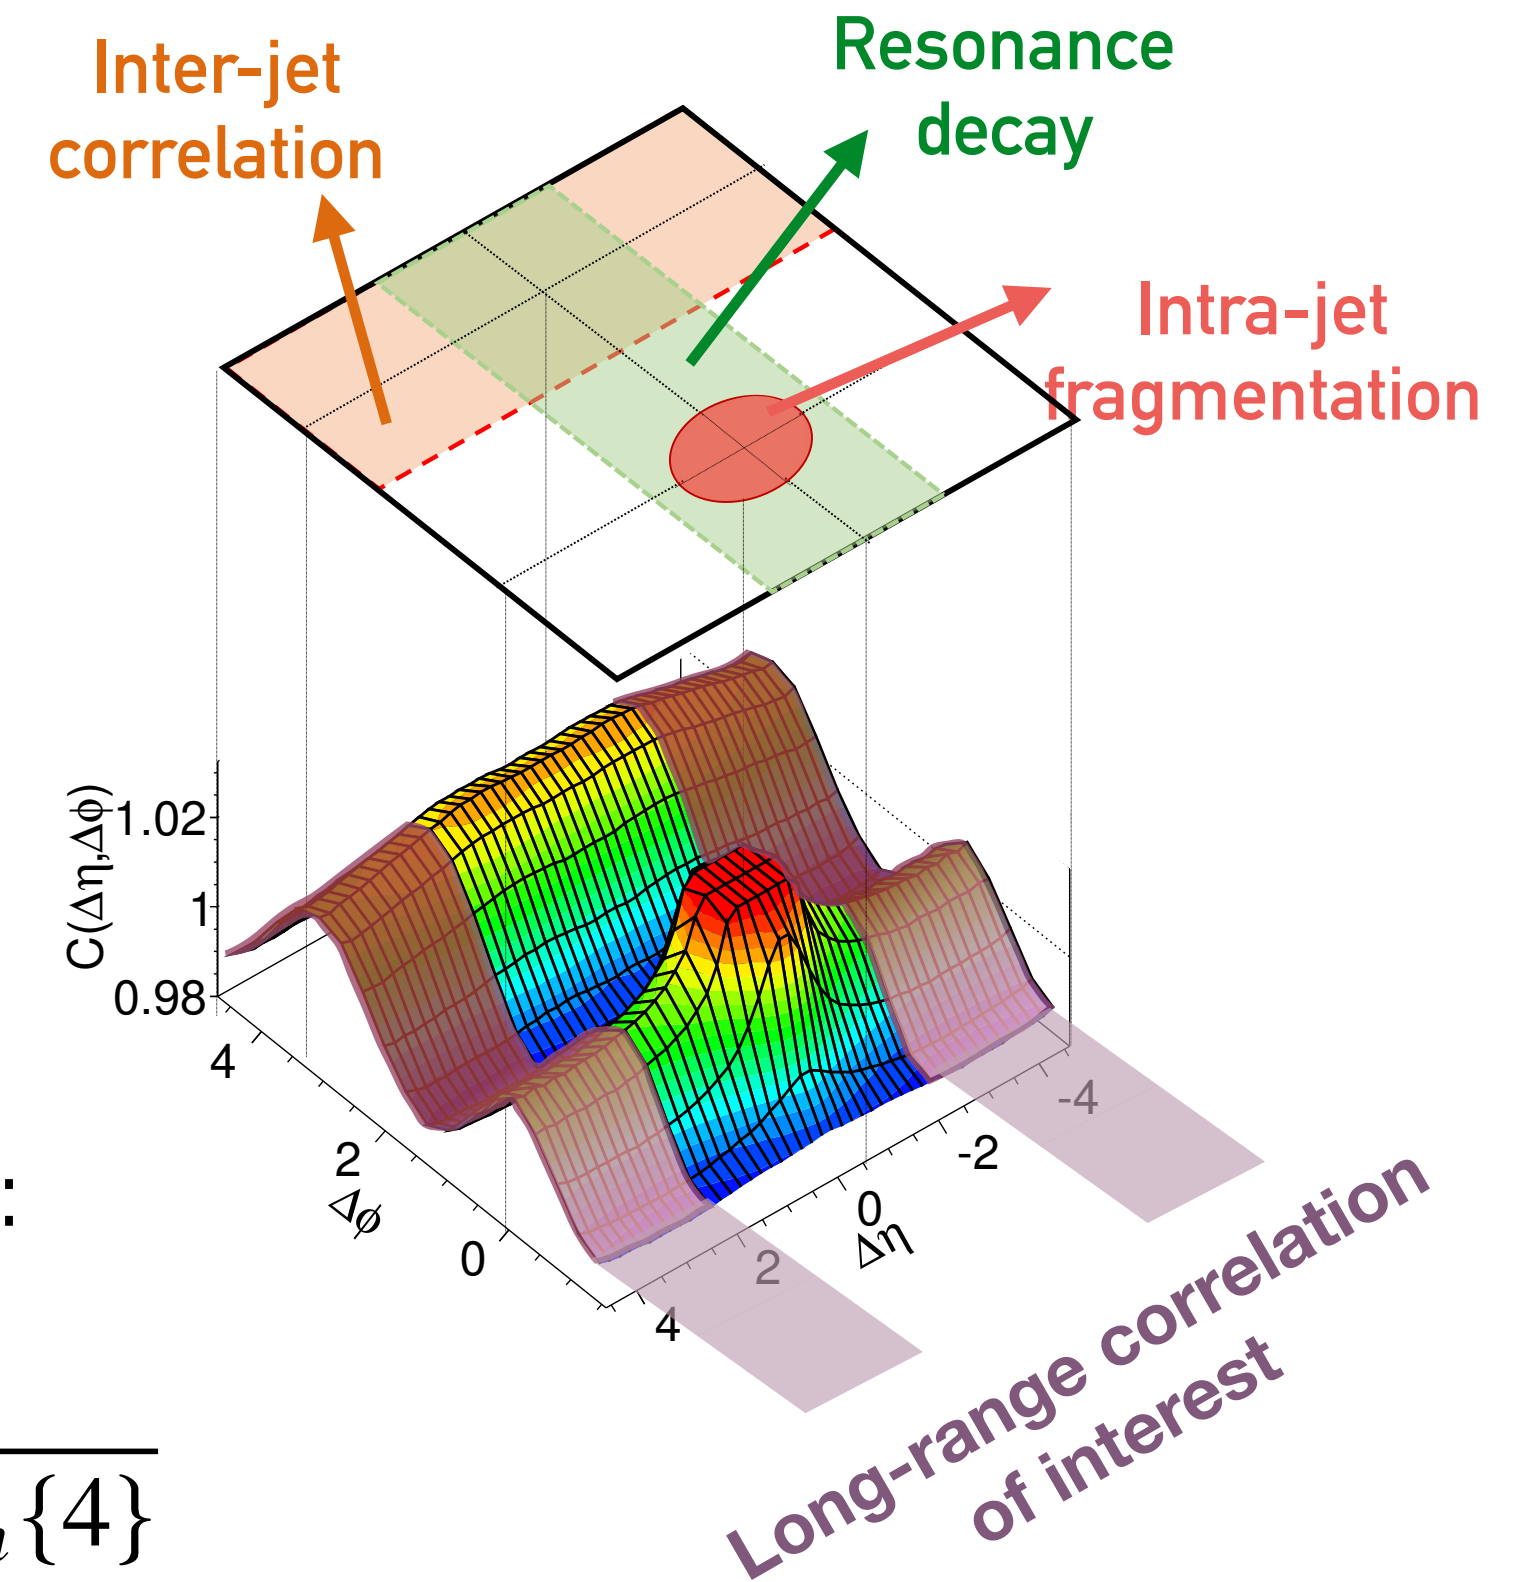 Inter-jet
correlation
Resonance
decay
Intra-jet
fragmentation
C(Δη,Δϕ)
1.02
1
0.98
4
2
0
Δϕ
-4
-2
0
2
4
Δη
:
{4}
Long-range correlation
of interest